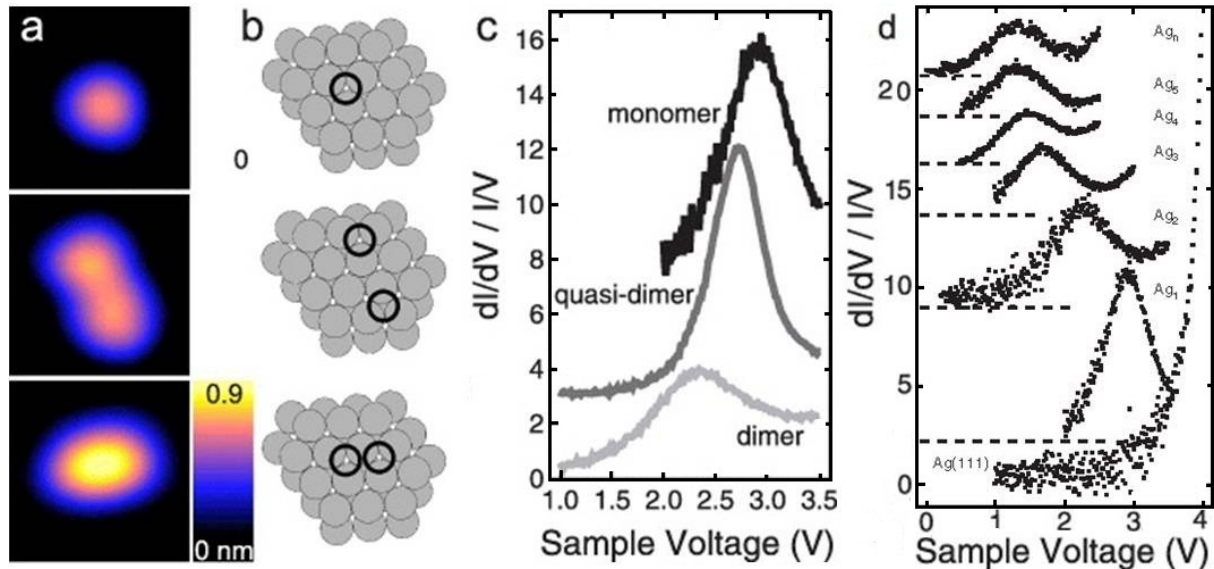 a
b
c
d
0
0.9
0 nm
16
14
12
10
8
6
4
2
0
dI/dV / I/V
monomer
quasi-dimer
dimer
1.0
2.0
2.5
3.0
3.5
Sample Voltage (V)
20
15
10
5
0
dI/dV / I/V
Agn
Ag5
Ag4
Ag3
Ag2
Ag1
Ag(111)
0
1
2
3
4
Sample Voltage (V)